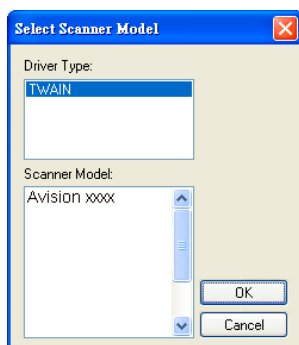 Select Scanner Model
Driver Type:
TWAIN
Scanner Model:
Avision xxxx
OK
Cancel